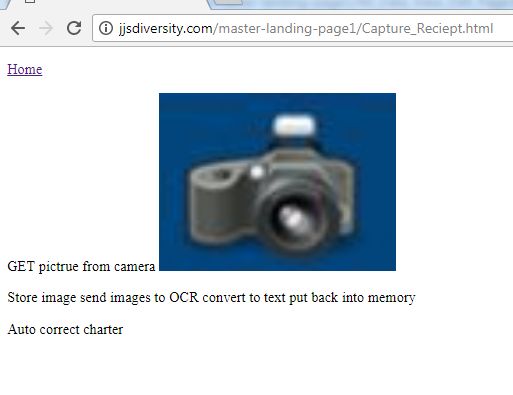 jjsdiversity.com/master-landing-page1/Capture_Reciept.html
Home
GET pictrue from camera
Store image send images to OCR convert to text put back into memory
Auto correct charter